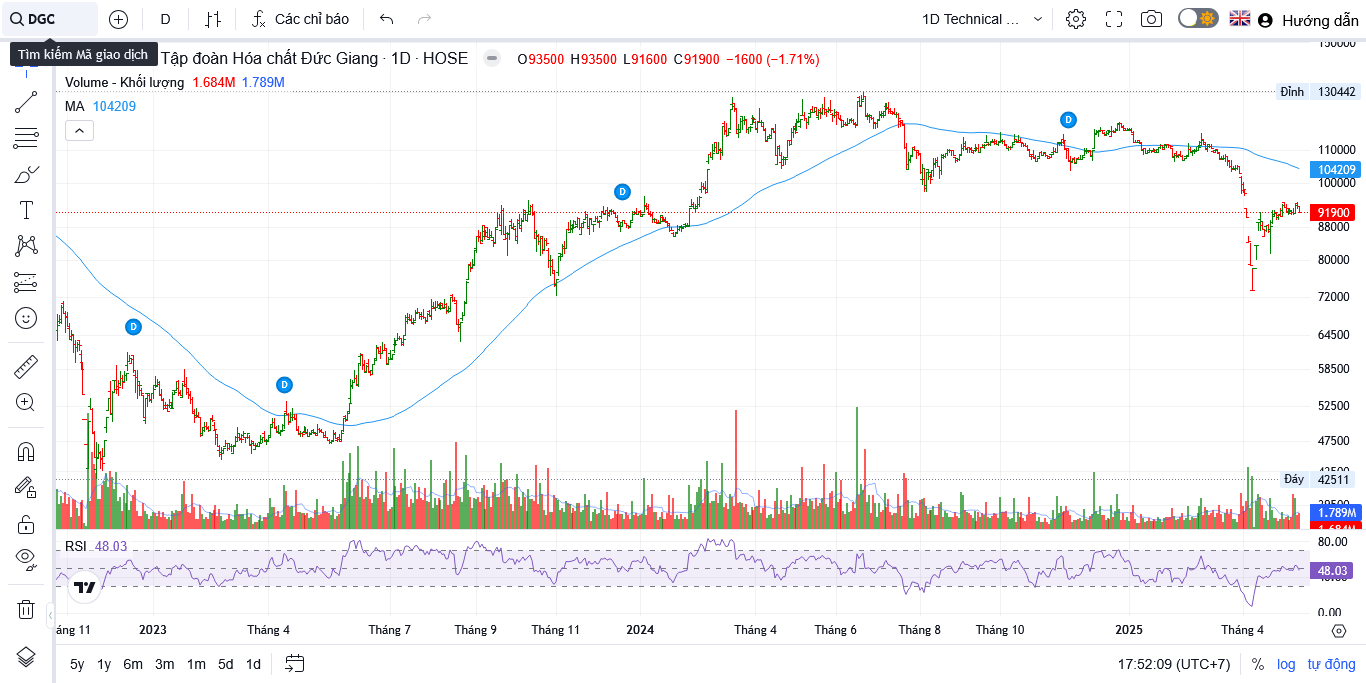 DGC
D
Các chỉ báo
1D Technical ...
Hướng dẫn
Tìm kiếm Mã giao dịch
Tập đoàn Hóa chất Đức Giang · 1D · HOSE
O93500 H93500 L91600 C91900 −1600 (−1.71%)
Volume - Khối lượng 1.684M 1.789M
MA 104209
150000
Đỉnh 130442
D
110000
104209
100000
D
91900
88000
80000
72000
D
64500
58500
D
52500
47500
42500
Đáy 42511
39500
1.789M
1.684M
RSI 48.03
80.00
48.03
40.00
0.00
áng 11 2023 Tháng 4 Tháng 7 Tháng 9 Tháng 11 2024 Tháng 4 Tháng 6 Tháng 8 Tháng 10 2025 Tháng 4
5y 1y 6m 3m 1m 5d 1d
17:52:09 (UTC+7) % log tự động